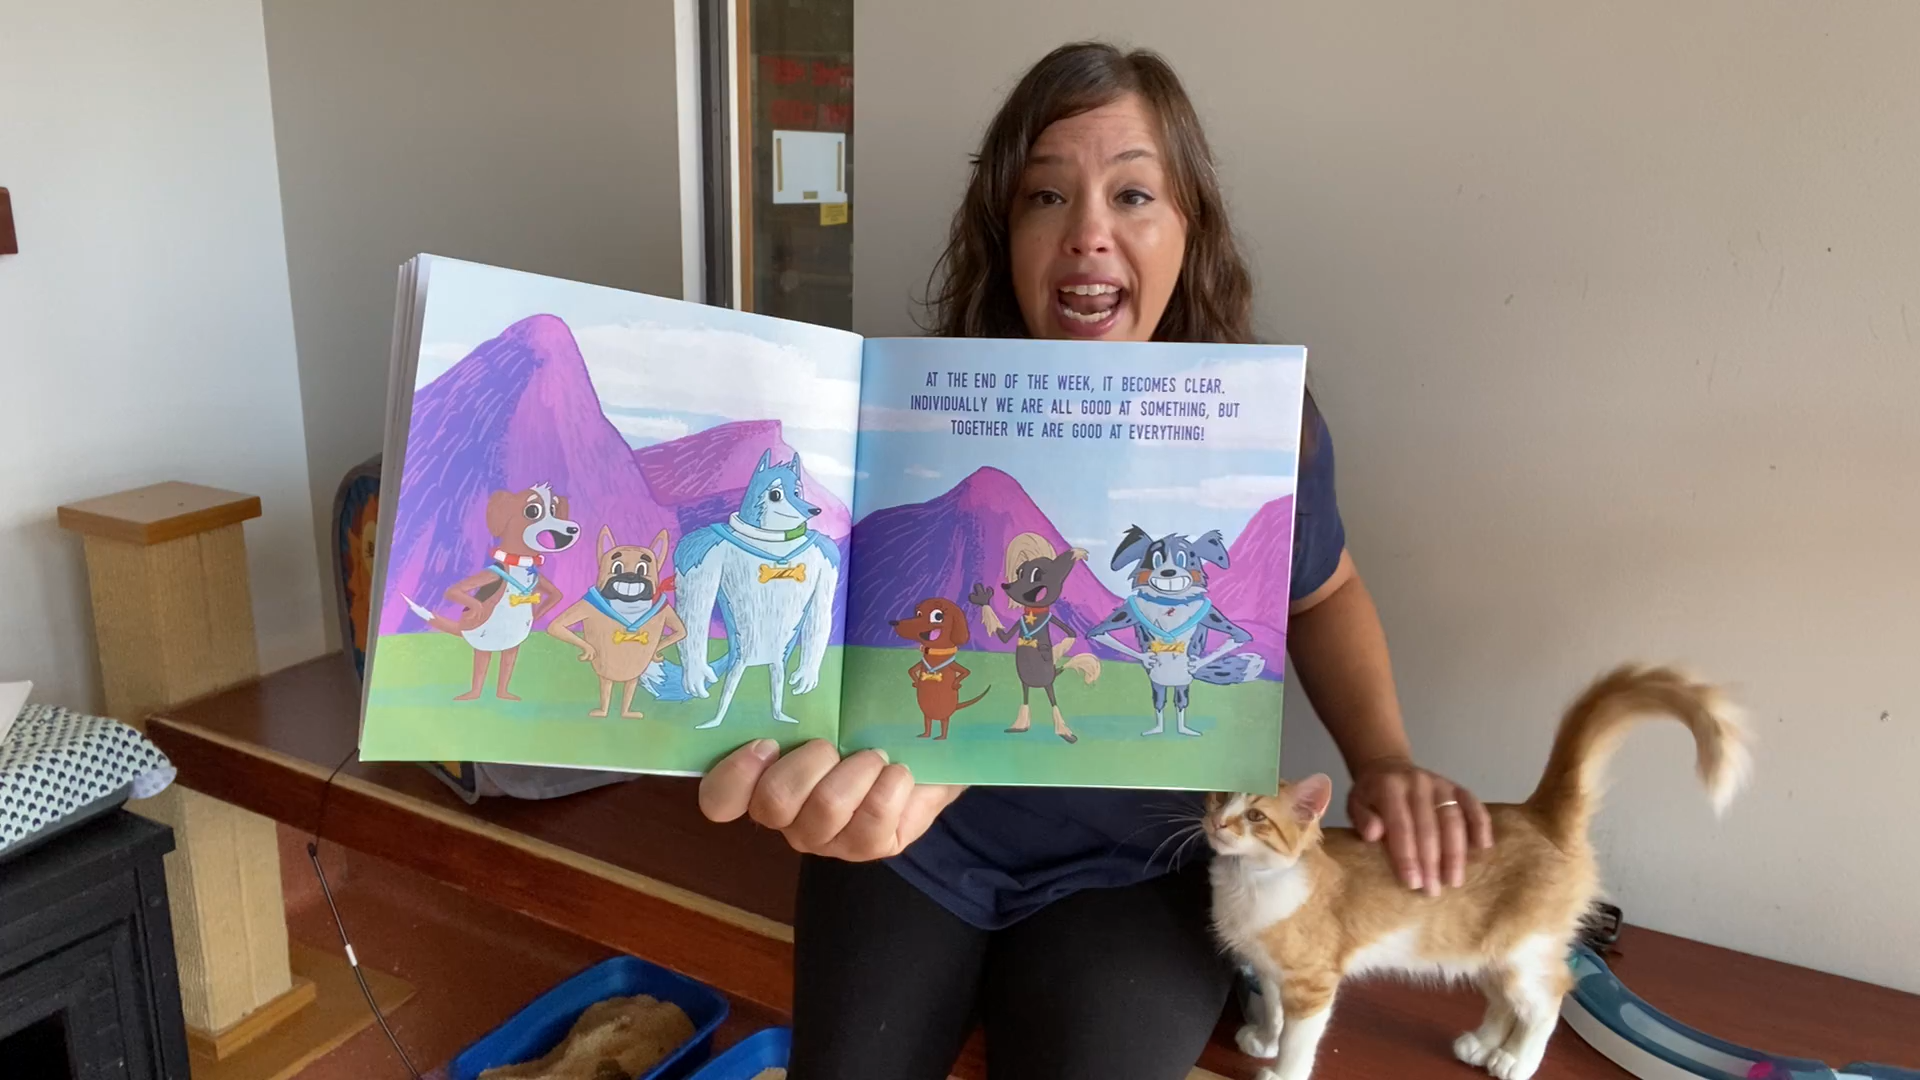 AT THE END OF THE WEEK, IT BECOMES CLEAR.
INDIVIDUALLY WE ARE ALL GOOD AT SOMETHING, BUT
TOGETHER WE ARE GOOD AT EVERYTHING!